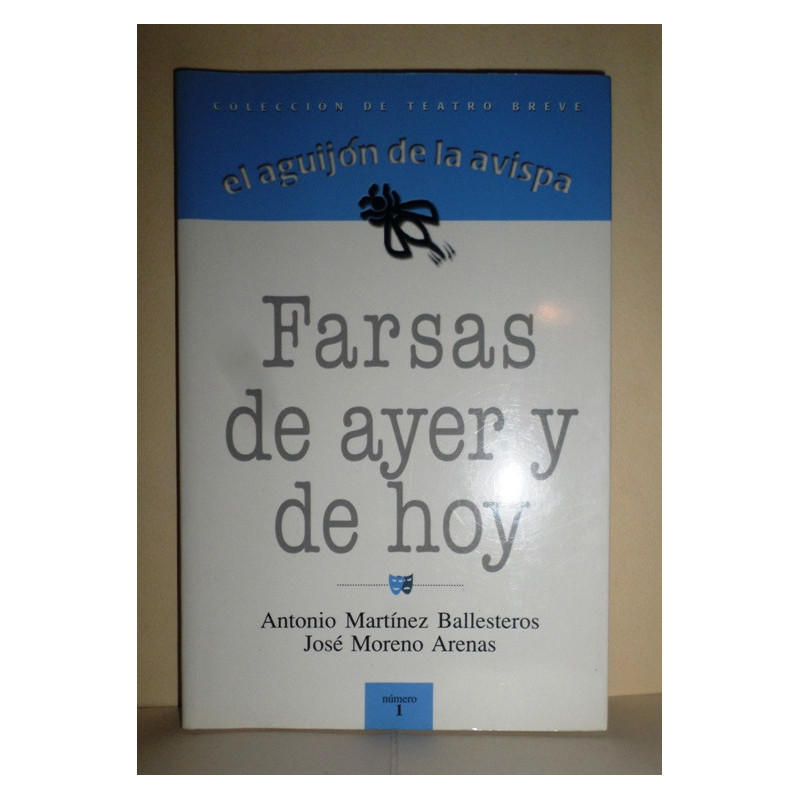 COLECCIÓN DE TEATRO BREVE
el aguijón de la avispa
Farsas
de ayer y
de hoy
Antonio Martínez Ballesteros
José Moreno Arenas
número
1